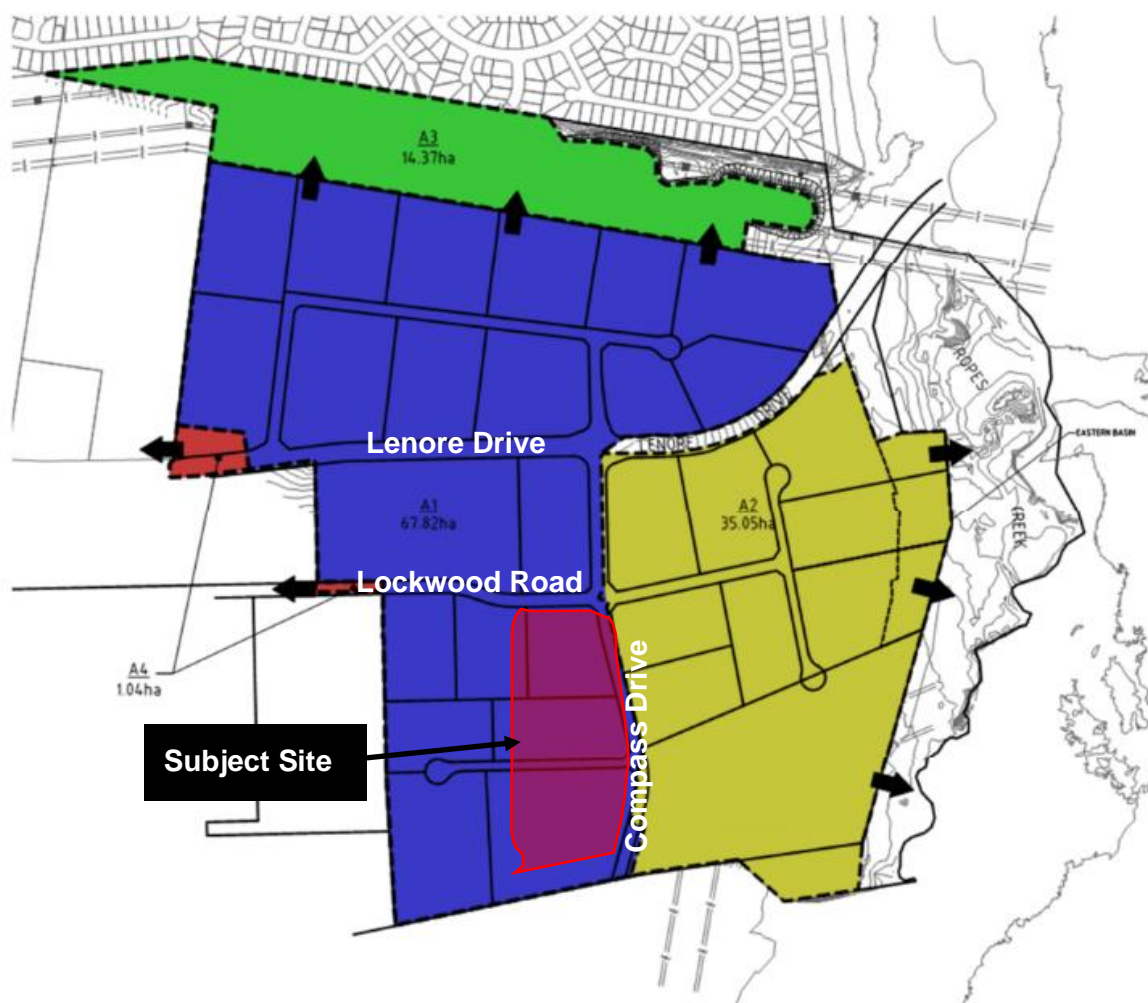 A3
14.37ha
ROPES
EASTERN BASIN
LENORE DRIVE
Lenore Drive
A1
67.82ha
A2
35.05ha
CREEK
Lockwood Road
A4
1.04ha
Compass Drive
Subject Site